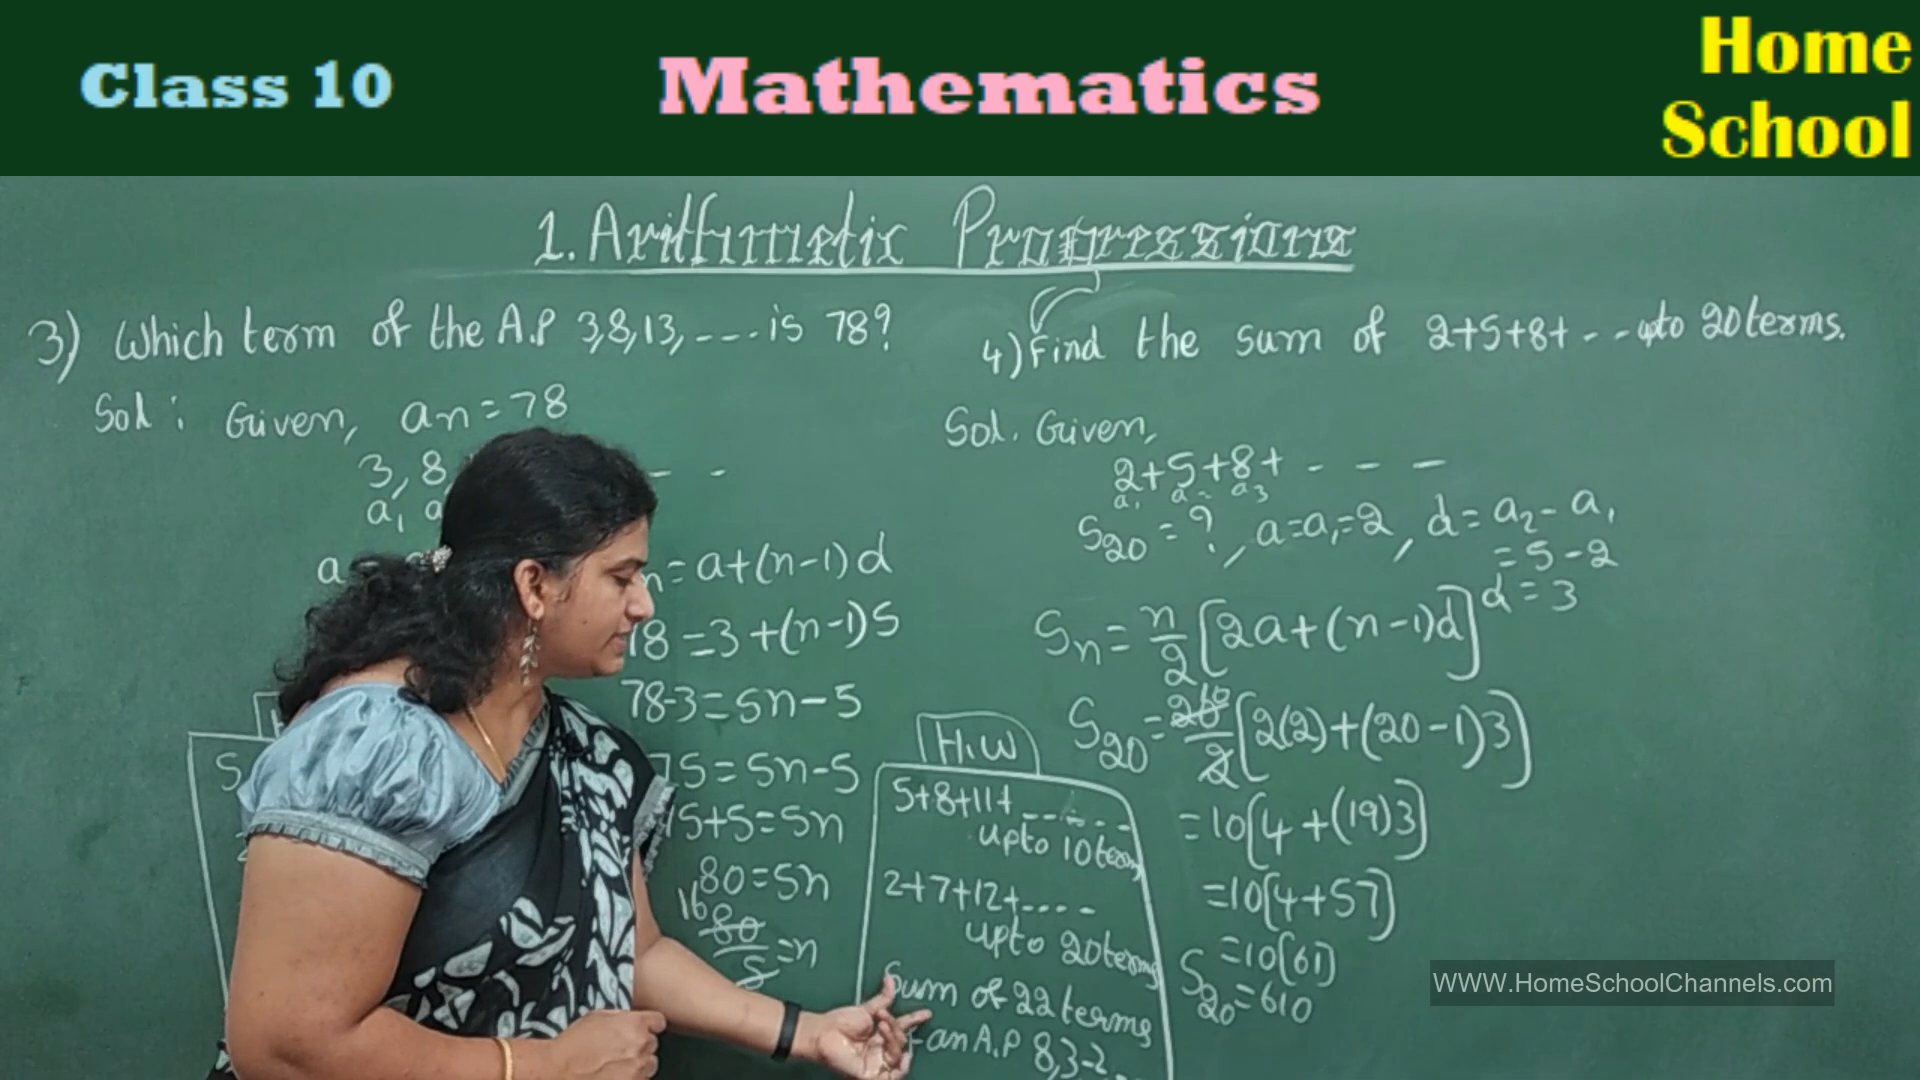 Class 10
Mathematics
Home
School
1. Arithmetic Progressions
3) Which term of the A.P 3,8,13, ---- is 78?
Sol : Given, an = 78
3, 8, - -
a1 a
a
n = a+(n-1)d
78 = 3+(n-1)5
78-3 = 5n-5
75 = 5n-5
75+5 = 5n
80 = 5n
16
80/5 = n
4) Find the sum of 2+5+8+ - - upto 20 terms.
Sol. Given,
2+5+8+ - - -
a1 a2 a3
S20 = ?, a=a1=2, d = a2 - a1
= 5-2
d = 3
Sn = n/2 [2a+(n-1)d]
10
S20 = 20/2 [2(2)+(20-1)3]
= 10[4+(19)3]
= 10[4+57]
= 10[61]
S20 = 610
H.W
5+8+11+ ------
upto 10 term
2+7+12+ ----
upto 20 terms
Sum of 22 terms
an A.P 8,3,-2, ---
5
WWW.HomeSchoolChannels.com